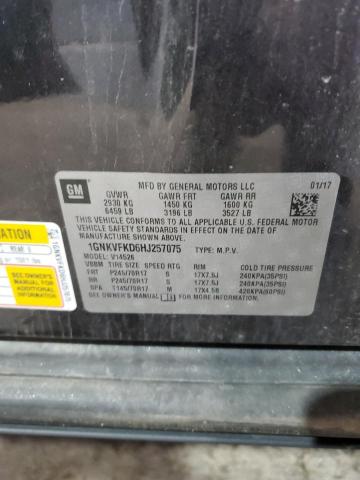 GM
MFD BY GENERAL MOTORS LLC
01/17
GVWR GAWR FRT GAWR RR
2930 KG 1450 KG 1600 KG
6459 LB 3196 LB 3527 LB
THIS VEHICLE CONFORMS TO ALL APPLICABLE U.S. FEDERAL
MOTOR VEHICLE SAFETY STANDARDS IN EFFECT ON THE DATE OF
MANUFACTURE SHOWN ABOVE.
1GNKVFKD6HJ257075 TYPE: M.P.V.
MODEL: V14526
VBBM TIRE SIZE SPEED RTG RIM COLD TIRE PRESSURE
FRT P245/70R17 S 17X7.5J 240KPA(35PSI)
RR P245/70R17 S 17X7.5J 240KPA(35PSI)
SPA T145/70R17 M 17X4.5B 420KPA(60PSI)
SEE OWNER'S MANUAL FOR ADDITIONAL INFORMATION
ATION
REAR
SEE OWNER'S
MANUAL FOR
ADDITIONAL
INFORMATION